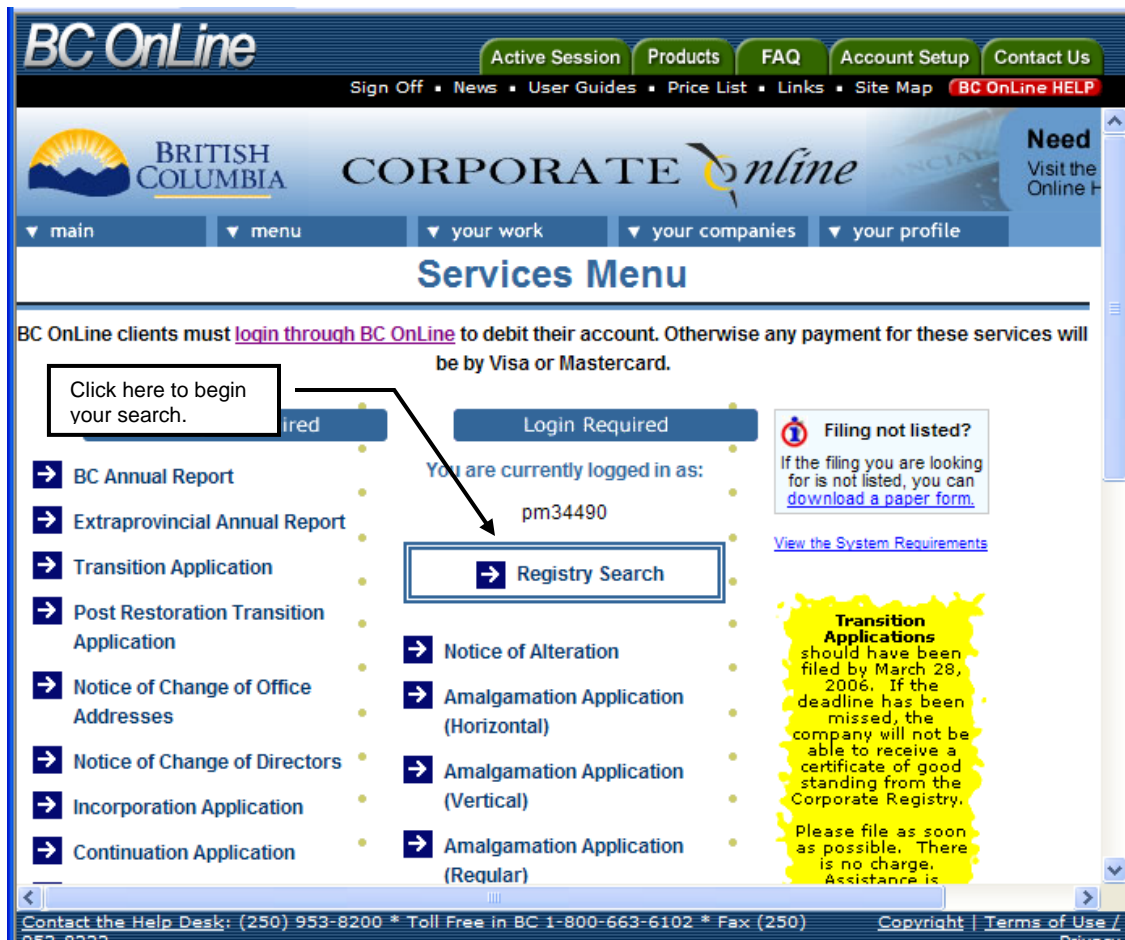 BC OnLine
Active Session Products FAQ Account Setup Contact Us
Sign Off ▪ News ▪ User Guides ▪ Price List ▪ Links ▪ Site Map BC OnLine HELP
BRITISH
COLUMBIA
CORPORATE Online
Need
Visit the
Online H
main menu your work your companies your profile
Services Menu
BC OnLine clients must login through BC OnLine to debit their account. Otherwise any payment for these services will
be by Visa or Mastercard.
Click here to begin
your search.
ired
BC Annual Report
Extraprovincial Annual Report
Transition Application
Post Restoration Transition
Application
Notice of Change of Office
Addresses
Notice of Change of Directors
Incorporation Application
Continuation Application
Login Required
You are currently logged in as:
pm34490
Registry Search
Notice of Alteration
Amalgamation Application
(Horizontal)
Amalgamation Application
(Vertical)
Amalgamation Application
(Regular)
Filing not listed?
If the filing you are looking
for is not listed, you can
download a paper form.
View the System Requirements
Transition
Applications
should have been
filed by March 28,
2006. If the
deadline has been
missed, the
company will not be
able to receive a
certificate of good
standing from the
Corporate Registry.
Please file as soon
as possible. There
is no charge.
Assistance is
Contact the Help Desk: (250) 953-8200 * Toll Free in BC 1-800-663-6102 * Fax (250)
Copyright | Terms of Use /